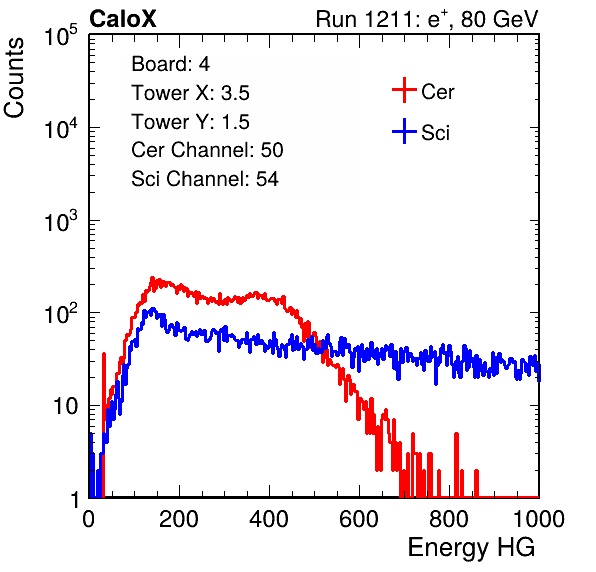 CaloX Run 1211: e⁺, 80 GeV
Counts
Board: 4
Tower X: 3.5
Tower Y: 1.5
Cer Channel: 50
Sci Channel: 54
Cer
Sci
10⁵
10⁴
10³
10²
10
1
0 200 400 600 800 1000
Energy HG